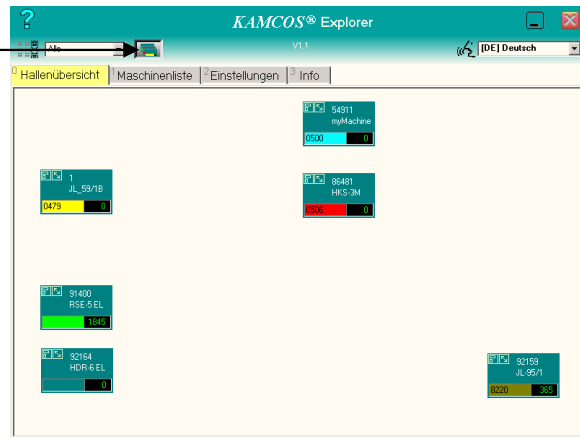 ? KAMCOS® Explorer
Alle V1.1 [DE] Deutsch
0 Hallenübersicht 1 Maschinenliste 2 Einstellungen 3 Info
54911
myMachine
0500 0
1
JL_59/1B
0479 0
86481
HKS-3M
0506 0
91400
RSE-5 EL
1845
92164
HDR-6 EL
0
92159
JL-95/1
8220 365